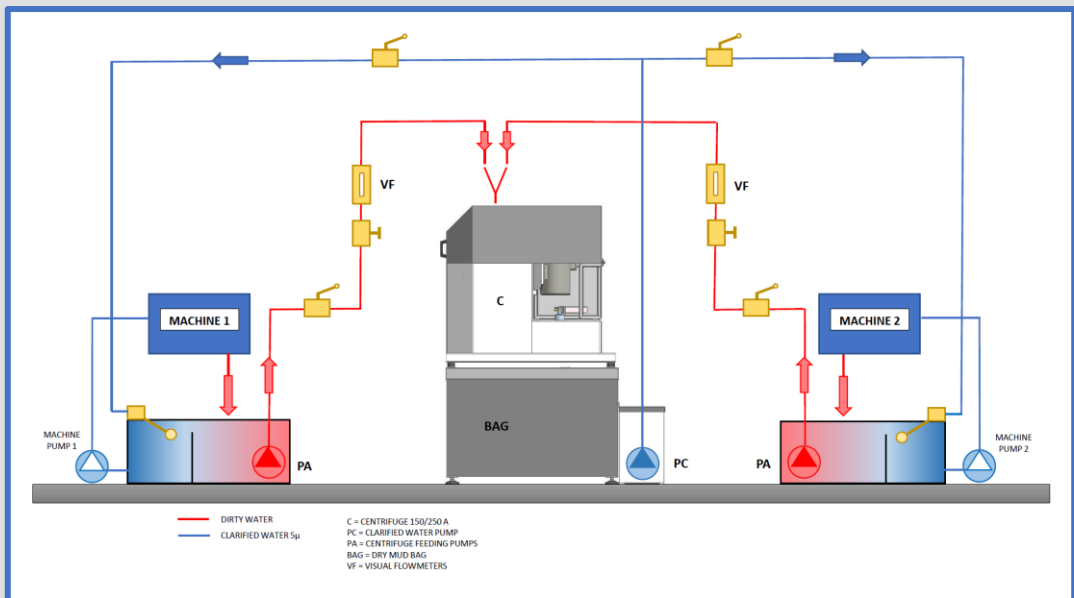 VF
VF
C
MACHINE 1
MACHINE 2
BAG
MACHINE
PUMP 1
PA
PC
PA
MACHINE
PUMP 2
DIRTY WATER
CLARIFIED WATER 5µ
C = CENTRIFUGE 150/250 A
PC = CLARIFIED WATER PUMP
PA = CENTRIFUGE FEEDING PUMPS
BAG = DRY MUD BAG
VF = VISUAL FLOWMETERS